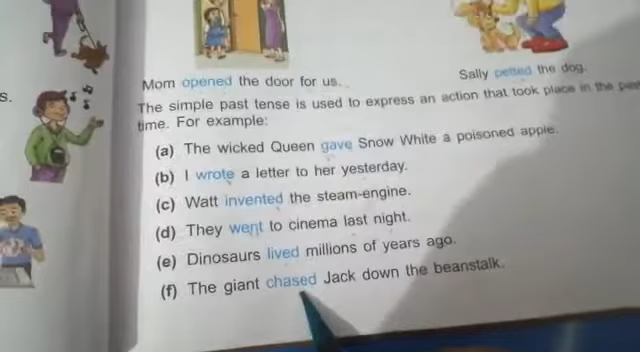 s.
Mom opened the door for us.
Sally petted the dog.
The simple past tense is used to express an action that took place in the
time. For example:
(a) The wicked Queen gave Snow White a poisoned apple.
(b) I wrote a letter to her yesterday.
(c) Watt invented the steam-engine.
(d) They went to cinema last night.
(e) Dinosaurs lived millions of years ago.
(f) The giant chased Jack down the beanstalk.